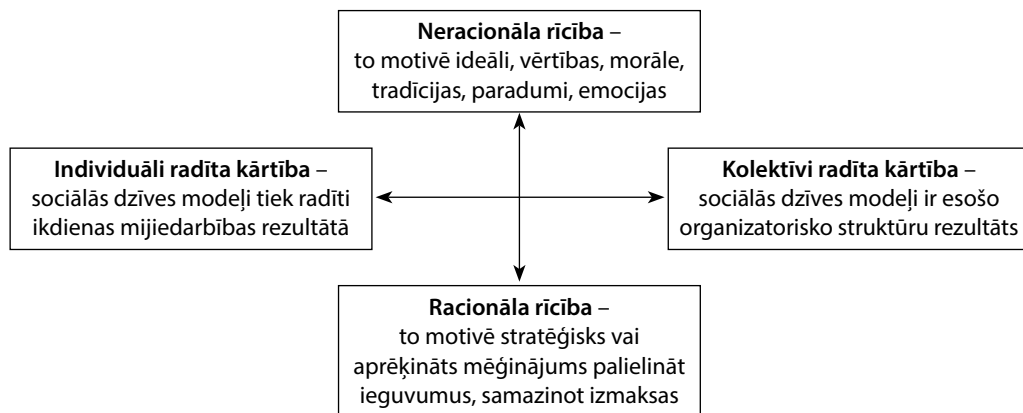 Neracionāla rīcība –
to motivē ideāli, vērtības, morāle,
tradīcijas, paradumi, emocijas
Individuāli radīta kārtība –
sociālās dzīves modeļi tiek radīti
ikdienas mijiedarbības rezultātā
Kolektīvi radīta kārtība –
sociālās dzīves modeļi ir esošo
organizatorisko struktūru rezultāts
Racionāla rīcība –
to motivē stratēģisks vai
aprēķināts mēģinājums palielināt
ieguvumus, samazinot izmaksas